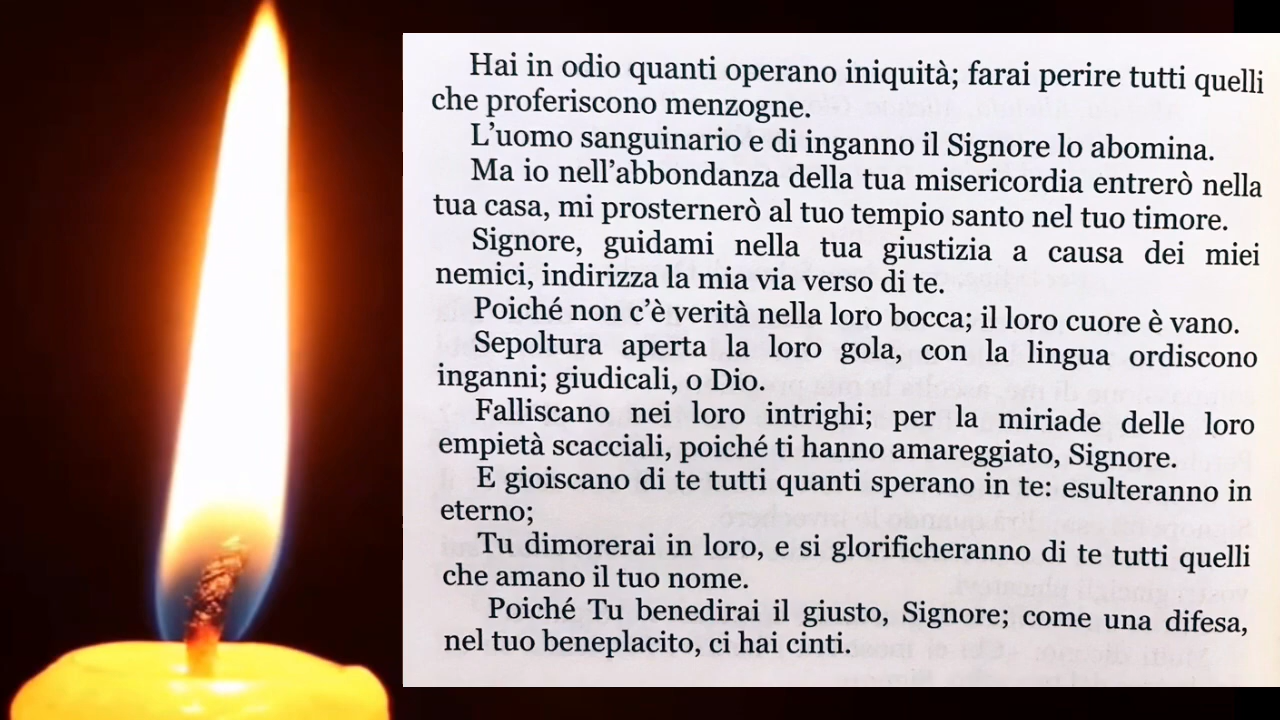 Hai in odio quanti operano iniquità; farai perire tutti quelli
che proferiscono menzogne.
L'uomo sanguinario e di inganno il Signore lo abomina.
Ma io nell'abbondanza della tua misericordia entrerò nella
tua casa, mi prosternerò al tuo tempio santo nel tuo timore.
Signore, guidami nella tua giustizia a causa dei miei
nemici, indirizza la mia via verso di te.
Poiché non c'è verità nella loro bocca; il loro cuore è vano.
Sepoltura aperta la loro gola, con la lingua ordiscono
inganni; giudicali, o Dio.
Falliscano nei loro intrighi; per la miriade delle loro
empietà scacciali, poiché ti hanno amareggiato, Signore.
E gioiscano di te tutti quanti sperano in te: esulteranno in
eterno;
Tu dimorerai in loro, e si glorificheranno di te tutti quelli
che amano il tuo nome.
Poiché Tu benedirai il giusto, Signore; come una difesa,
nel tuo beneplacito, ci hai cinti.